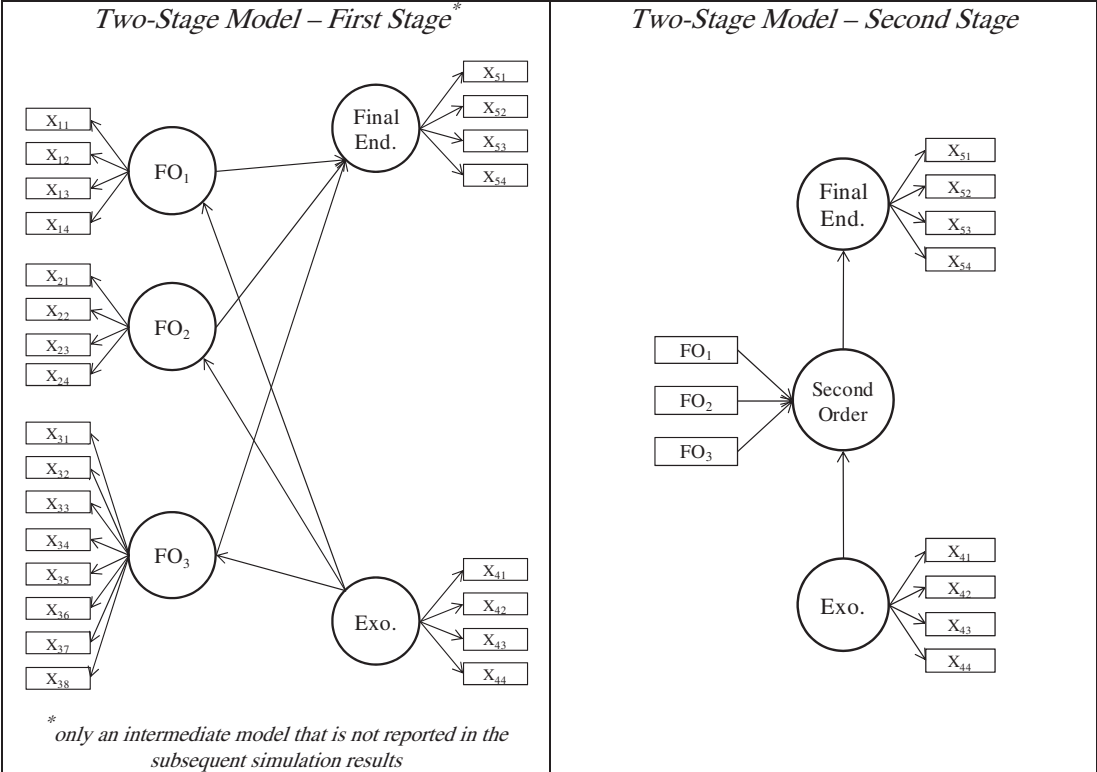 Two-Stage Model – First Stage*
X11
X12
X13
X14
FO1
X21
X22
X23
X24
FO2
X31
X32
X33
X34
X35
X36
X37
X38
FO3
Final
End.
X51
X52
X53
X54
Exo.
X41
X42
X43
X44
*only an intermediate model that is not reported in the
subsequent simulation results
Two-Stage Model – Second Stage
Final
End.
X51
X52
X53
X54
FO1
FO2
FO3
Second
Order
Exo.
X41
X42
X43
X44